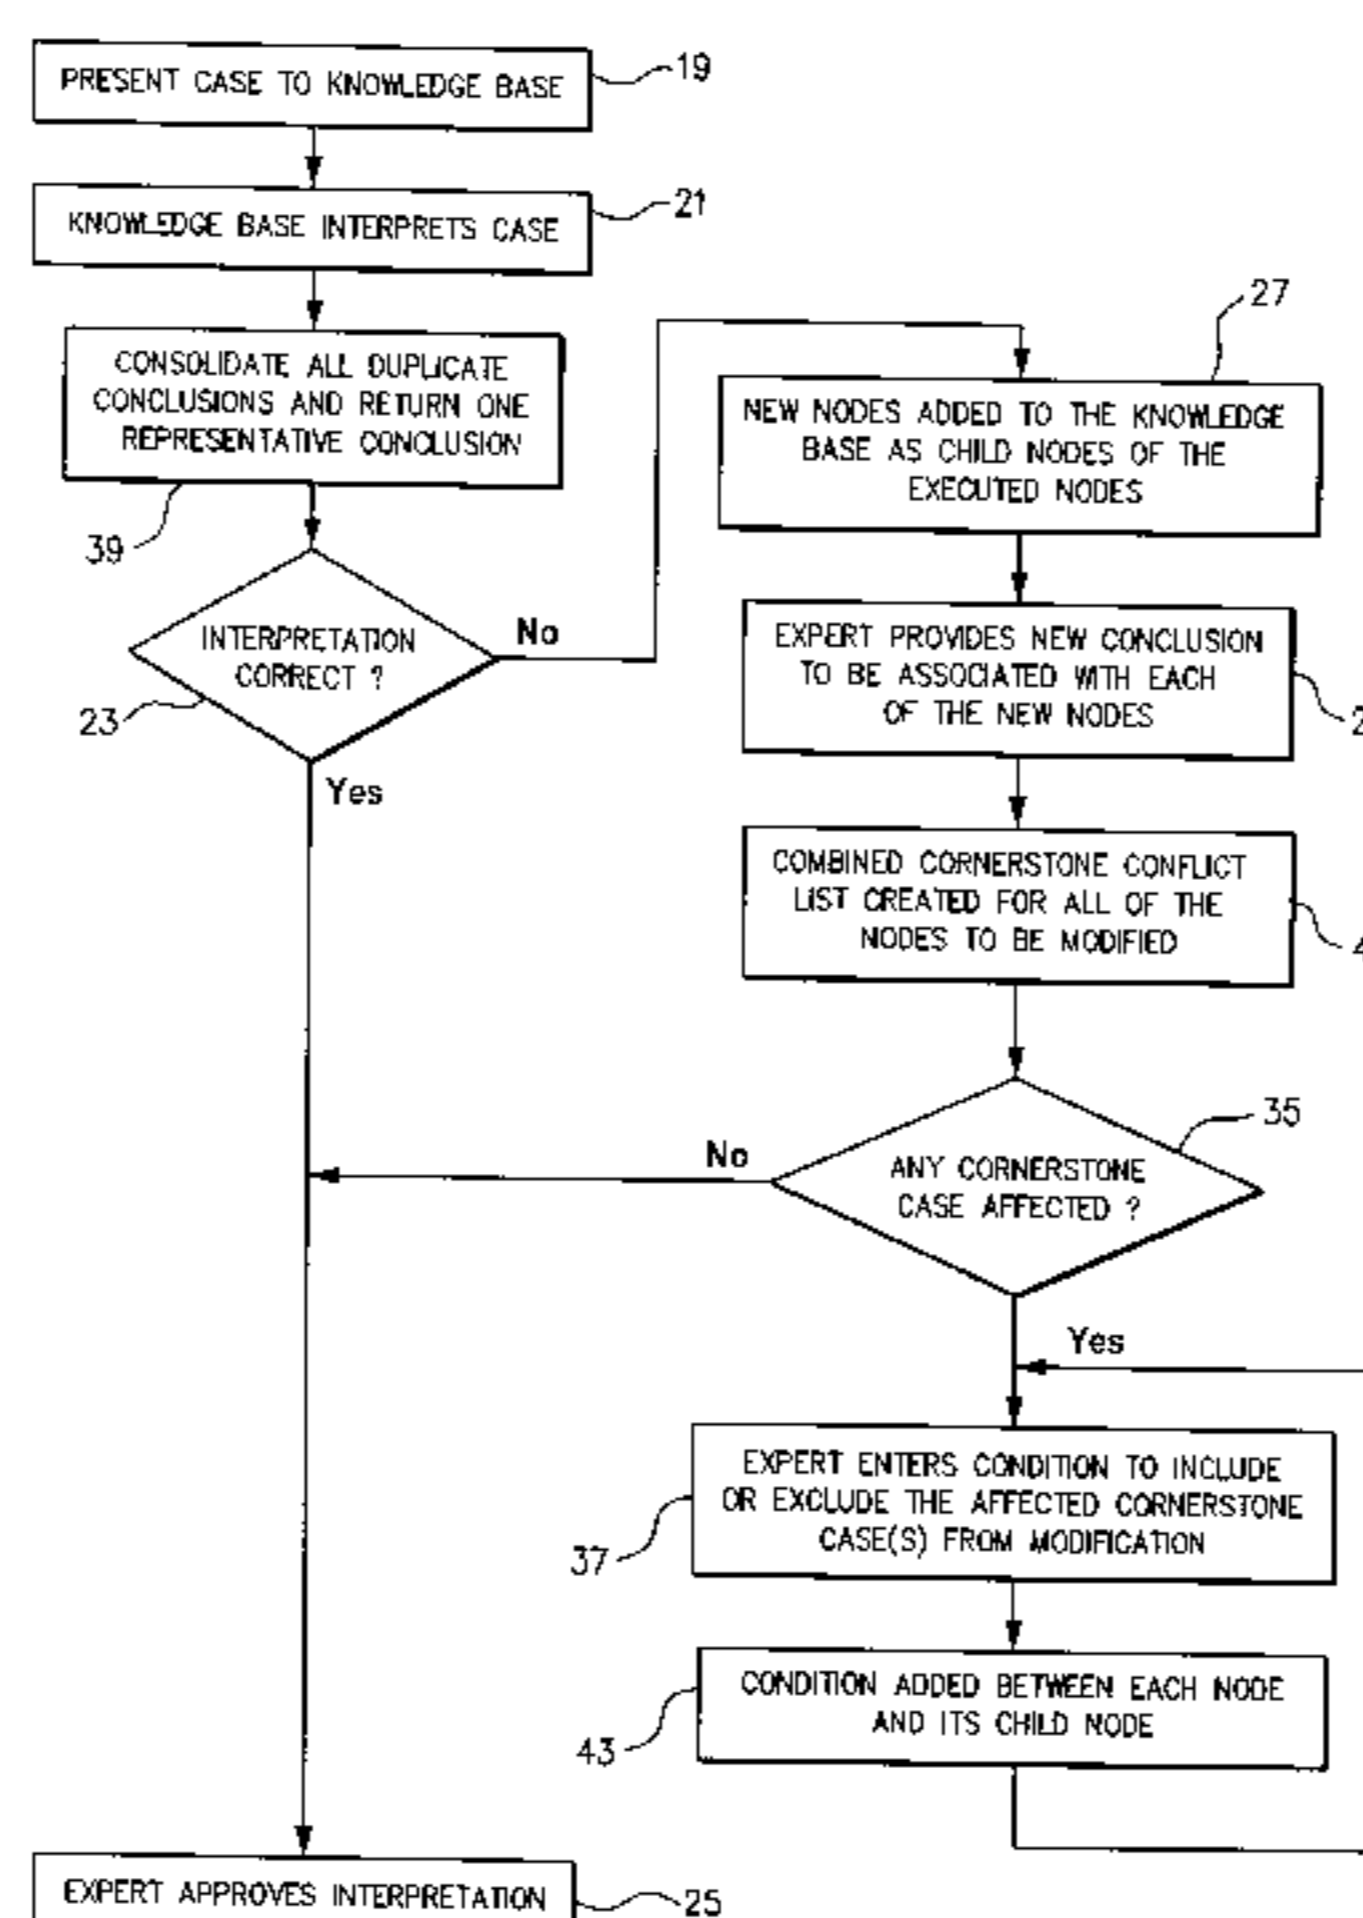 PRESENT CASE TO KNOWLEDGE BASE
19
KNOWLEDGE BASE INTERPRETS CASE
21
CONSOLIDATE ALL DUPLICATE
CONCLUSIONS AND RETURN ONE
REPRESENTATIVE CONCLUSION
39
INTERPRETATION
CORRECT ?
23
No
Yes
27
NEW NODES ADDED TO THE KNOWLEDGE
BASE AS CHILD NODES OF THE
EXECUTED NODES
EXPERT PROVIDES NEW CONCLUSION
TO BE ASSOCIATED WITH EACH
OF THE NEW NODES
COMBINED CORNERSTONE CONFLICT
LIST CREATED FOR ALL OF THE
NODES TO BE MODIFIED
35
ANY CORNERSTONE
CASE AFFECTED ?
No
Yes
EXPERT ENTERS CONDITION TO INCLUDE
OR EXCLUDE THE AFFECTED CORNERSTONE
CASE(S) FROM MODIFICATION
37
CONDITION ADDED BETWEEN EACH NODE
AND ITS CHILD NODE
43
EXPERT APPROVES INTERPRETATION
25